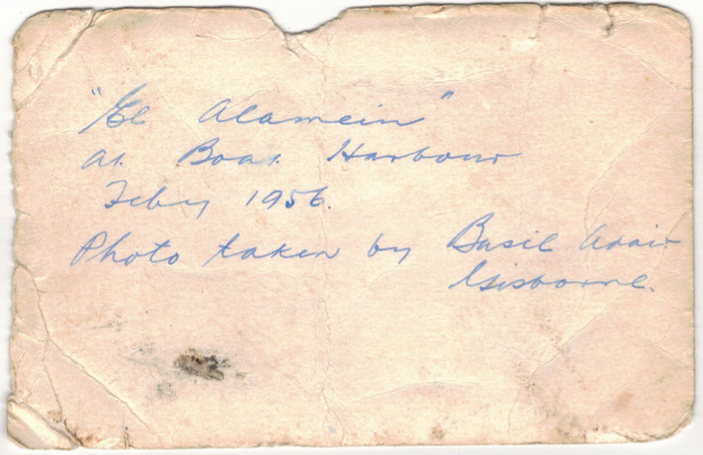 "El Alamein"
at Boat Harbour
Feby 1956.
Photo taken by Basil Adair
Gisborne.